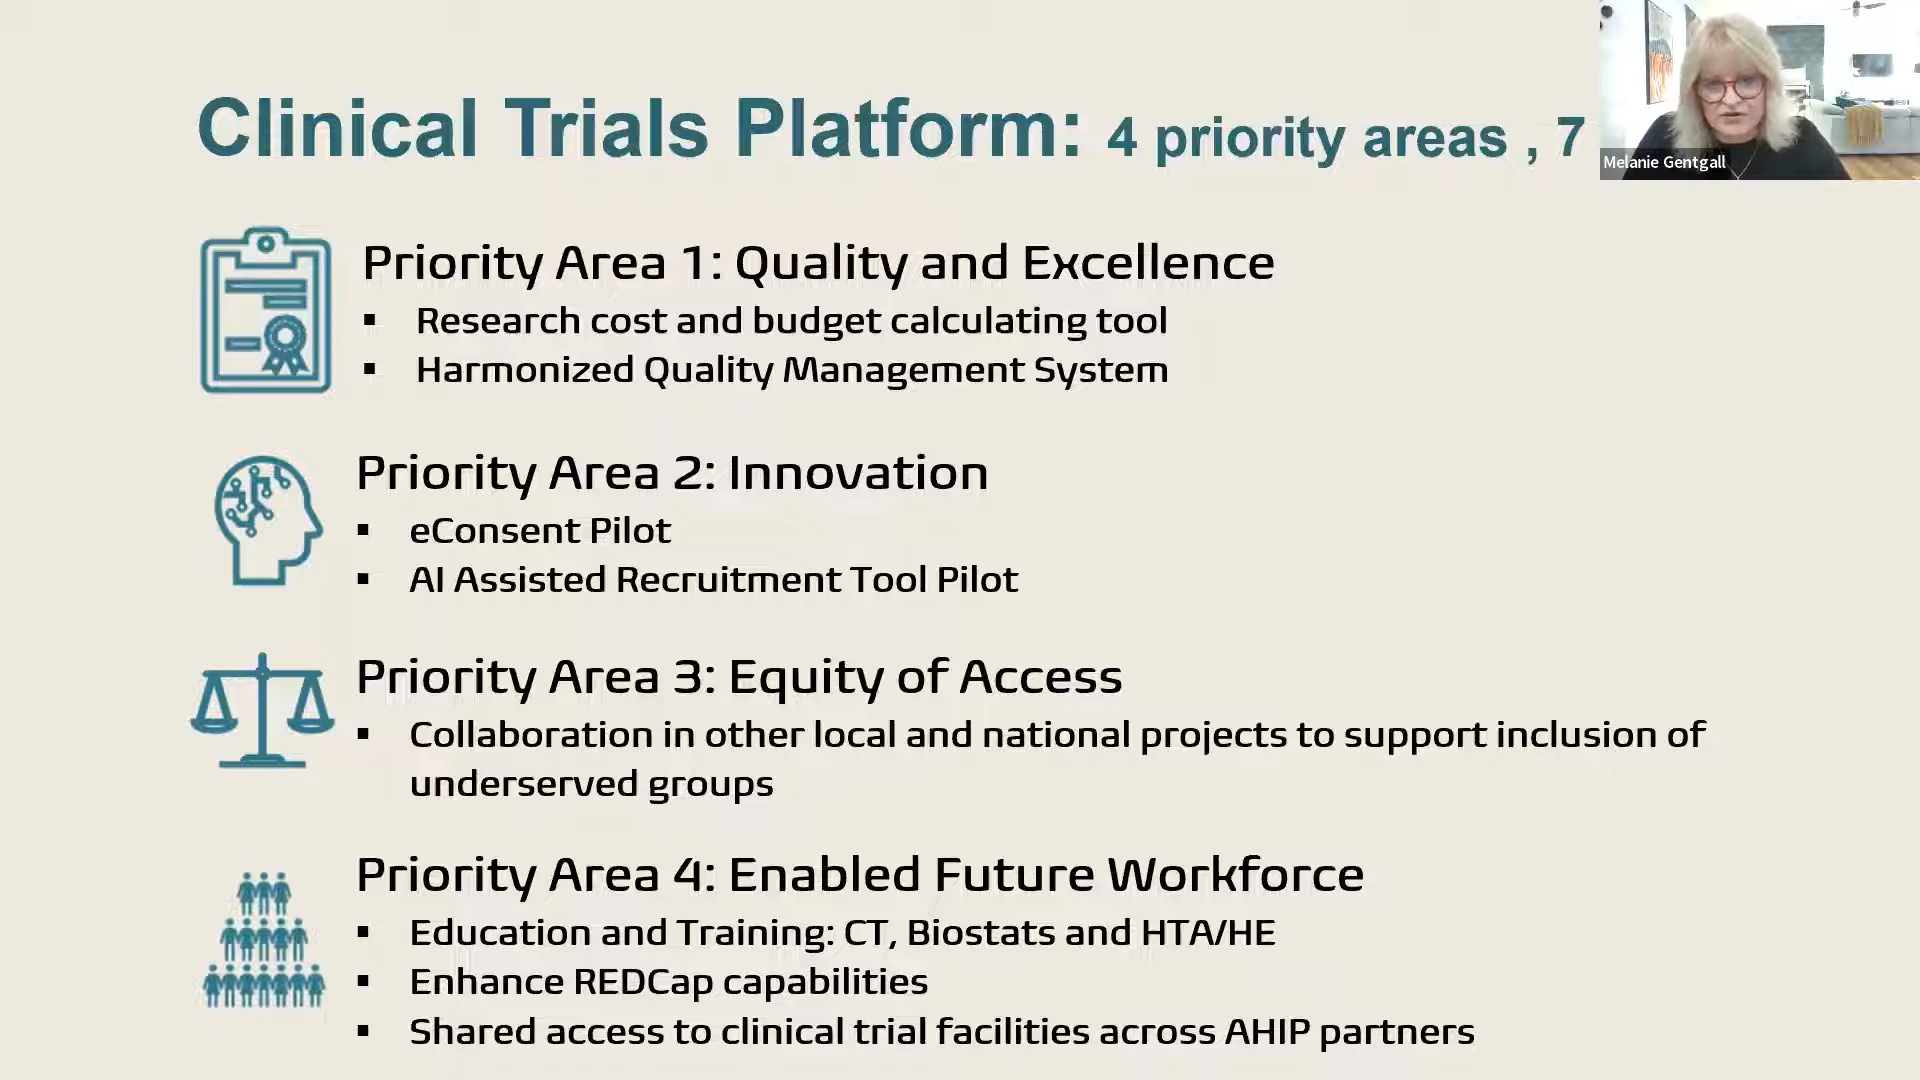 Clinical Trials Platform: 4 priority areas , 7
Melanie Gentgall
Priority Area 1: Quality and Excellence
▪ Research cost and budget calculating tool
▪ Harmonized Quality Management System
Priority Area 2: Innovation
▪ eConsent Pilot
▪ AI Assisted Recruitment Tool Pilot
Priority Area 3: Equity of Access
▪ Collaboration in other local and national projects to support inclusion of
underserved groups
Priority Area 4: Enabled Future Workforce
▪ Education and Training: CT, Biostats and HTA/HE
▪ Enhance REDCap capabilities
▪ Shared access to clinical trial facilities across AHIP partners